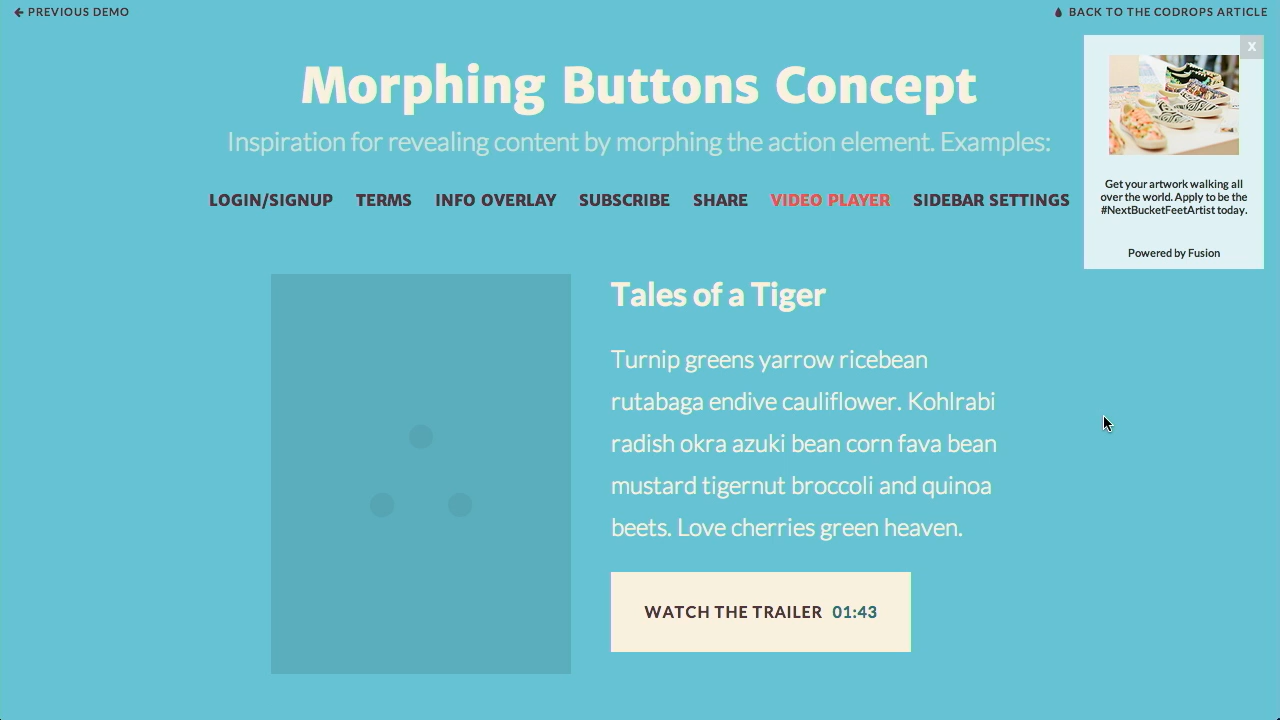 PREVIOUS DEMO
BACK TO THE CODROPS ARTICLE
X
Morphing Buttons Concept
Inspiration for revealing content by morphing the action element. Examples:
LOGIN/SIGNUP TERMS INFO OVERLAY SUBSCRIBE SHARE VIDEO PLAYER SIDEBAR SETTINGS
Get your artwork walking all
over the world. Apply to be the
#NextBucketFeetArtist today.
Powered by Fusion
Tales of a Tiger
Turnip greens yarrow ricebean
rutabaga endive cauliflower. Kohlrabi
radish okra azuki bean corn fava bean
mustard tigernut broccoli and quinoa
beets. Love cherries green heaven.
WATCH THE TRAILER 01:43